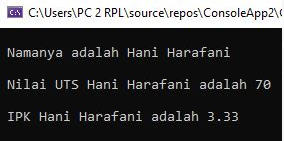 C:\Users\PC 2 RPL\source\repos\ConsoleApp2\
Namanya adalah Hani Harafani
Nilai UTS Hani Harafani adalah 70
IPK Hani Harafani adalah 3.33